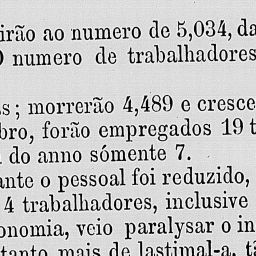 irão ao numero de 5,034, da
O numero de trabalhadores
s; morrerão 4,489 e cresce
bro, forão empregados 19 t
do anno sómente 7.
ante o pessoal foi reduzido,
4 trabalhadores, inclusive
onomia, veio paralysar o in
tanto mais de lastimal-a, t